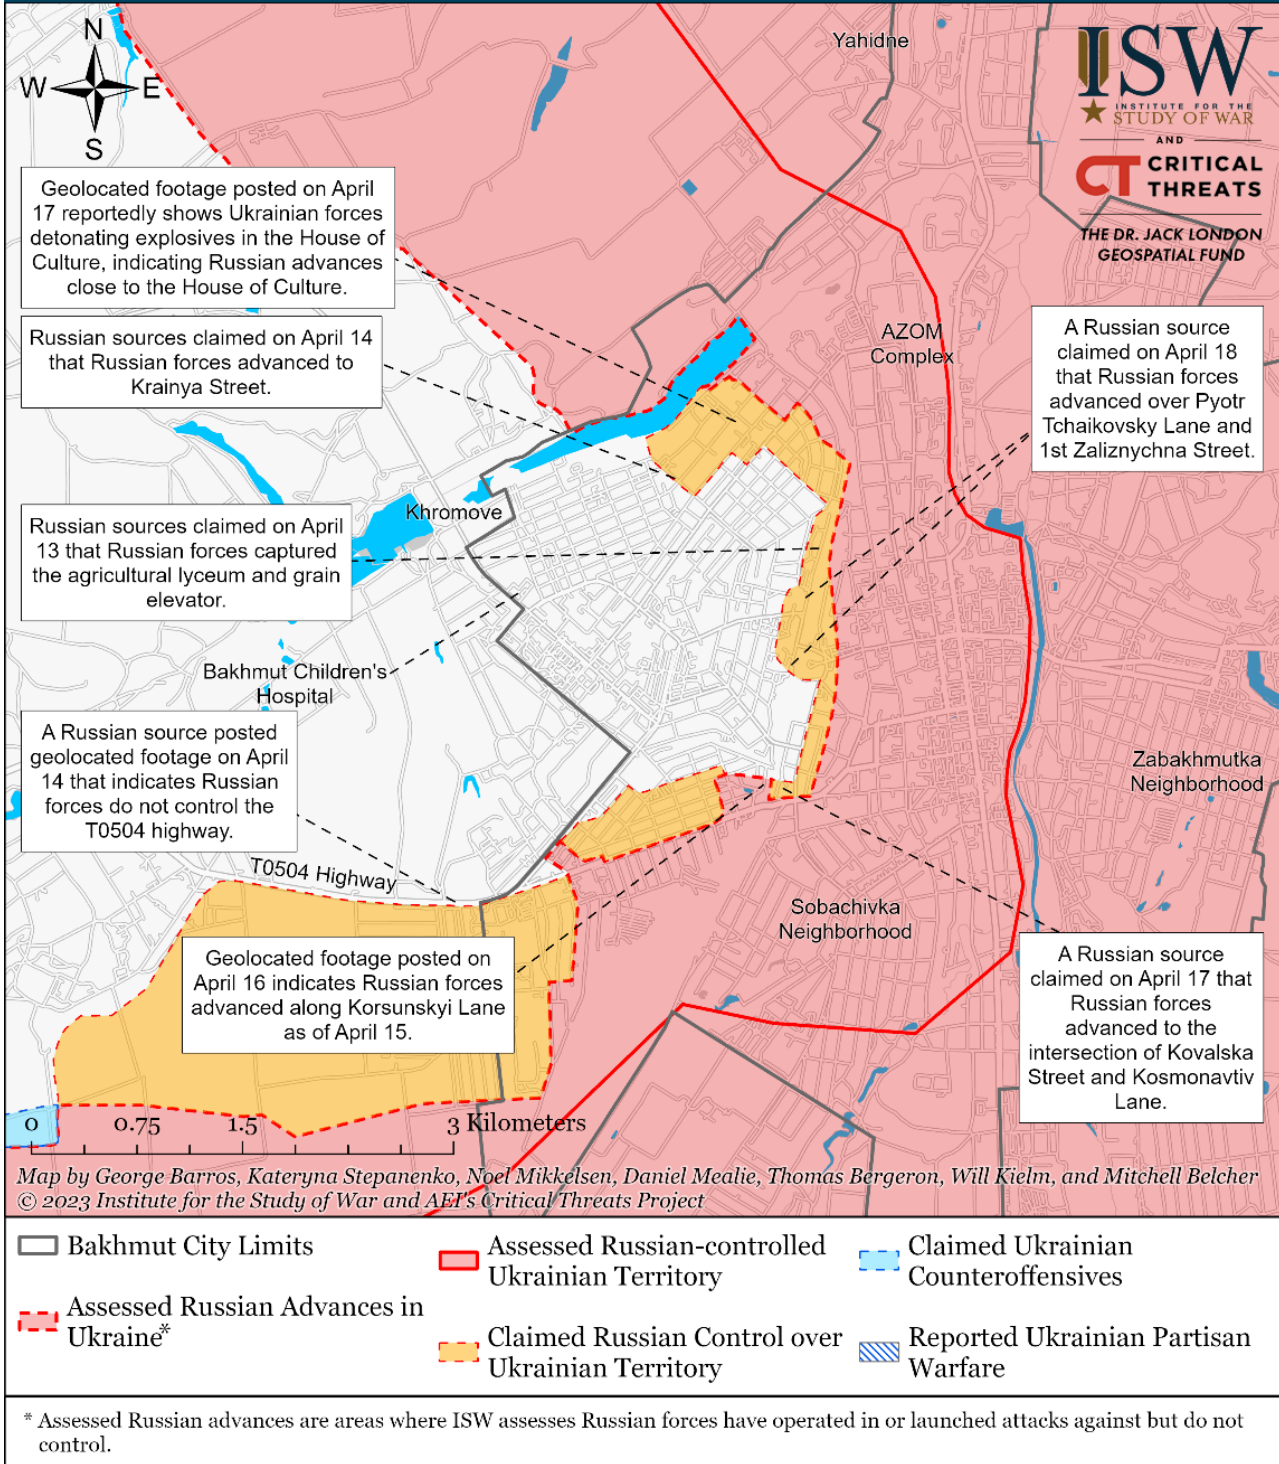 N
W
E
S
Yahidne
ISW
INSTITUTE FOR THE
STUDY OF WAR
AND
CT CRITICAL
THREATS
THE DR. JACK LONDON
GEOSPATIAL FUND
Geolocated footage posted on April
17 reportedly shows Ukrainian forces
detonating explosives in the House of
Culture, indicating Russian advances
close to the House of Culture.
Russian sources claimed on April 14
that Russian forces advanced to
Krainya Street.
AZOM
Complex
A Russian source
claimed on April 18
that Russian forces
advanced over Pyotr
Tchaikovsky Lane and
1st Zaliznychna Street.
Khromove
Russian sources claimed on April
13 that Russian forces captured
the agricultural lyceum and grain
elevator.
Bakhmut Children's
Hospital
A Russian source posted
geolocated footage on April
14 that indicates Russian
forces do not control the
T0504 highway.
Zabakhmutka
Neighborhood
T0504 Highway
Sobachivka
Neighborhood
Geolocated footage posted on
April 16 indicates Russian forces
advanced along Korsunskyi Lane
as of April 15.
A Russian source
claimed on April 17 that
Russian forces
advanced to the
intersection of Kovalska
Street and Kosmonavtiv
Lane.
0 0.75 1.5 3 Kilometers
Map by George Barros, Kateryna Stepanenko, Noel Mikkelsen, Daniel Mealie, Thomas Bergeron, Will Kielm, and Mitchell Belcher
© 2023 Institute for the Study of War and AEI's Critical Threats Project
Bakhmut City Limits
Assessed Russian Advances in
Ukraine*
Assessed Russian-controlled
Ukrainian Territory
Claimed Russian Control over
Ukrainian Territory
Claimed Ukrainian
Counteroffensives
Reported Ukrainian Partisan
Warfare
* Assessed Russian advances are areas where ISW assesses Russian forces have operated in or launched attacks against but do not
control.